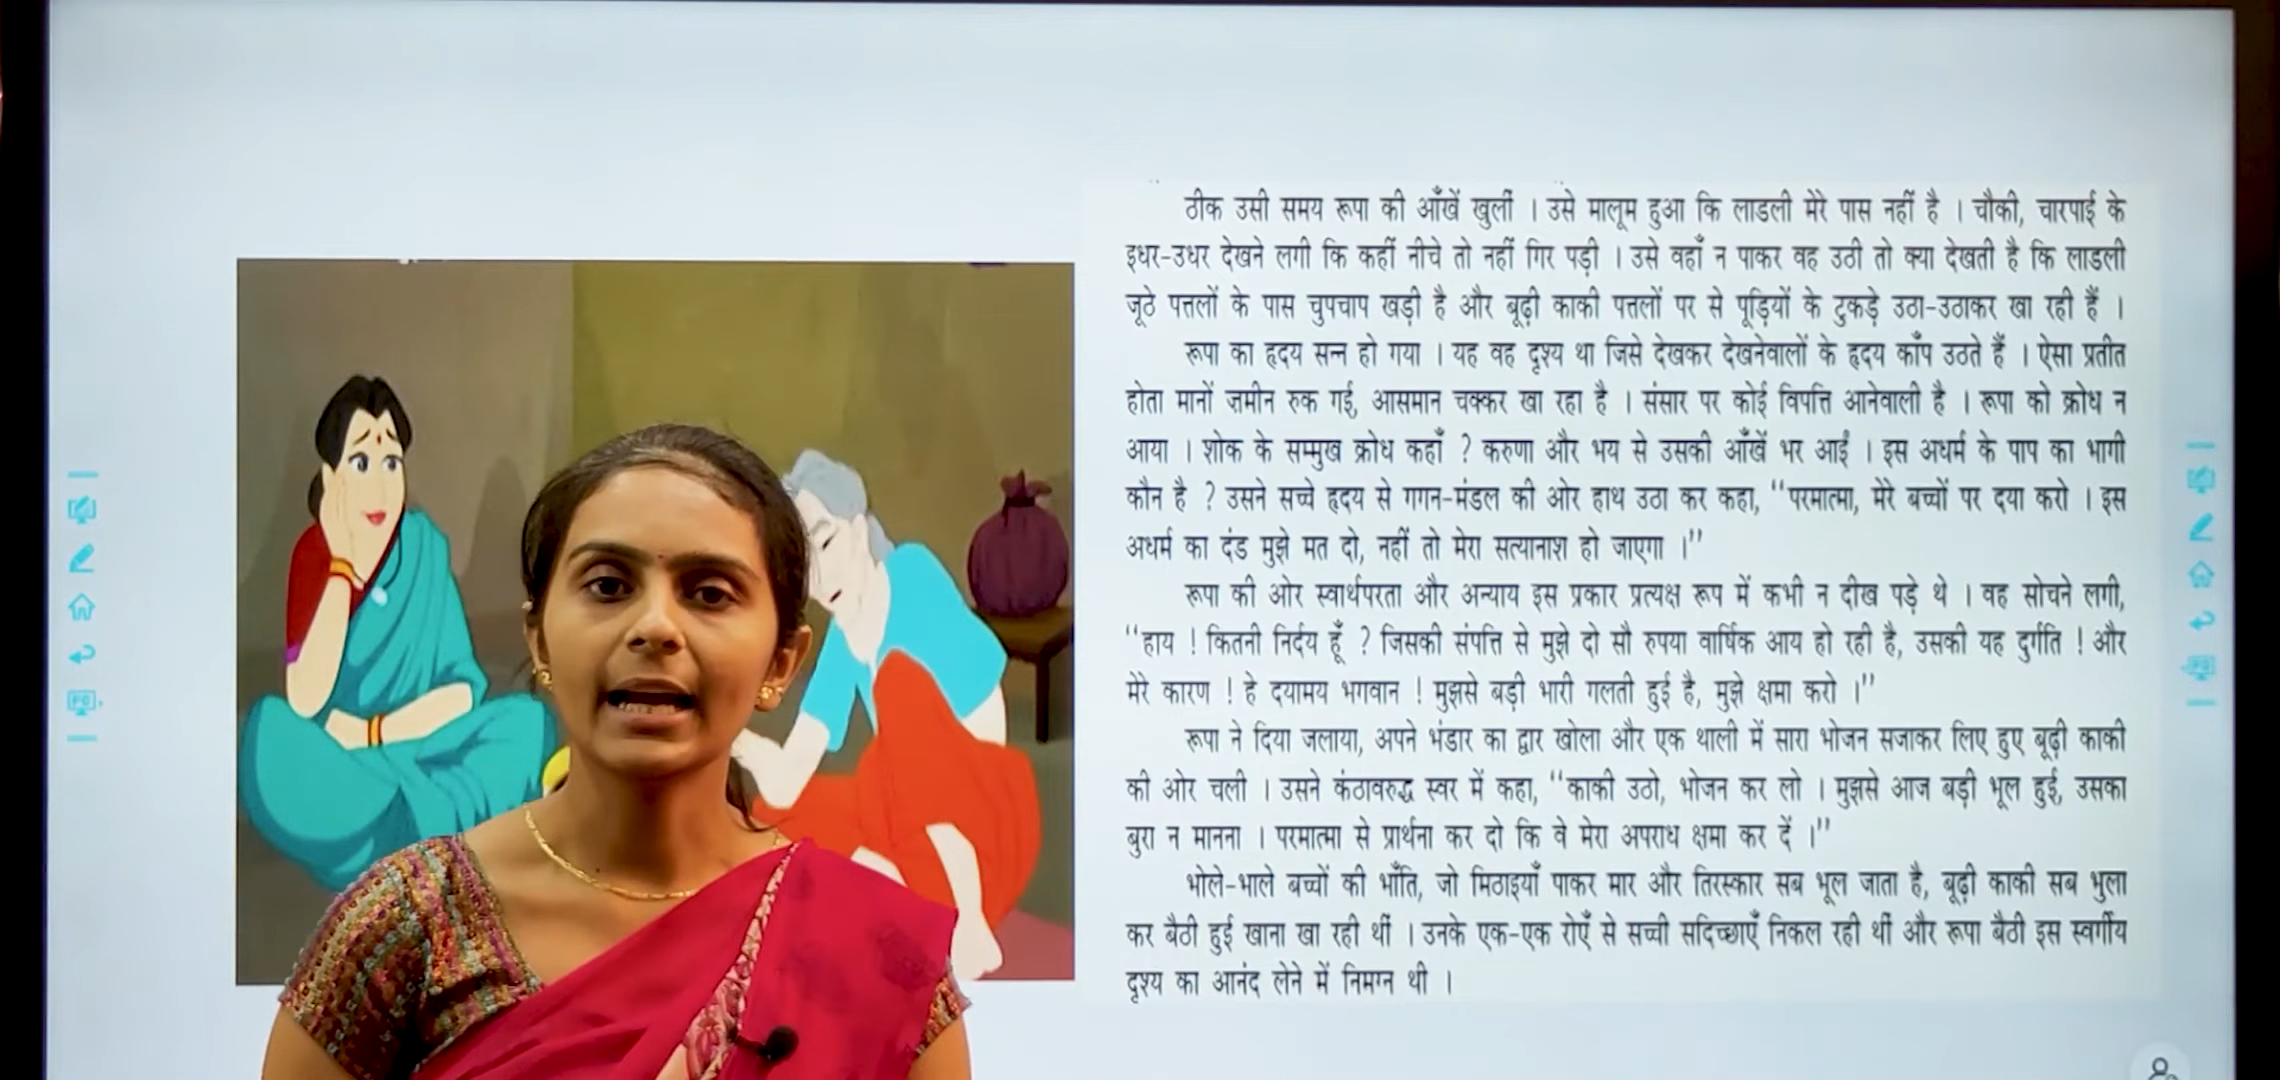 ठीक उसी समय रूपा की आँखें खुलीं । उसे मालूम हुआ कि लाडली मेरे पास नहीं है । चौकी, चारपाई के
इधर-उधर देखने लगी कि कहीं नीचे तो नहीं गिर पड़ी । उसे वहाँ न पाकर वह उठी तो क्या देखती है कि लाडली
जूठे पत्तलों के पास चुपचाप खड़ी है और बूढ़ी काकी पत्तलों पर से पूड़ियों के टुकड़े उठा-उठाकर खा रही हैं ।
रूपा का हृदय सन्न हो गया । यह वह दृश्य था जिसे देखकर देखनेवालों के हृदय काँप उठते हैं । ऐसा प्रतीत
होता मानों ज़मीन रुक गई, आसमान चक्कर खा रहा है । संसार पर कोई विपत्ति आनेवाली है । रूपा को क्रोध न
आया । शोक के सम्मुख क्रोध कहाँ ? करुणा और भय से उसकी आँखें भर आईं । इस अधर्म के पाप का भागी
कौन है ? उसने सच्चे हृदय से गगन-मंडल की ओर हाथ उठा कर कहा, “परमात्मा, मेरे बच्चों पर दया करो । इस
अधर्म का दंड मुझे मत दो, नहीं तो मेरा सत्यानाश हो जाएगा ।”
रूपा की ओर स्वार्थपरता और अन्याय इस प्रकार प्रत्यक्ष रूप में कभी न दीख पड़े थे । वह सोचने लगी,
“हाय ! कितनी निर्दय हूँ ? जिसकी संपत्ति से मुझे दो सौ रुपया वार्षिक आय हो रही है, उसकी यह दुर्गति ! और
मेरे कारण ! हे दयामय भगवान ! मुझसे बड़ी भारी गलती हुई है, मुझे क्षमा करो ।”
रूपा ने दिया जलाया, अपने भंडार का द्वार खोला और एक थाली में सारा भोजन सजाकर लिए हुए बूढ़ी काकी
की ओर चली । उसने कंठावरुद्ध स्वर में कहा, “काकी उठो, भोजन कर लो । मुझसे आज बड़ी भूल हुई, उसका
बुरा न मानना । परमात्मा से प्रार्थना कर दो कि वे मेरा अपराध क्षमा कर दें ।”
भोले-भाले बच्चों की भाँति, जो मिठाइयाँ पाकर मार और तिरस्कार सब भूल जाता है, बूढ़ी काकी सब भुला
कर बैठी हुई खाना खा रही थीं । उनके एक-एक रोएँ से सच्ची सदिच्छाएँ निकल रही थीं और रूपा बैठी इस स्वर्गीय
दृश्य का आनंद लेने में निमग्न थी ।